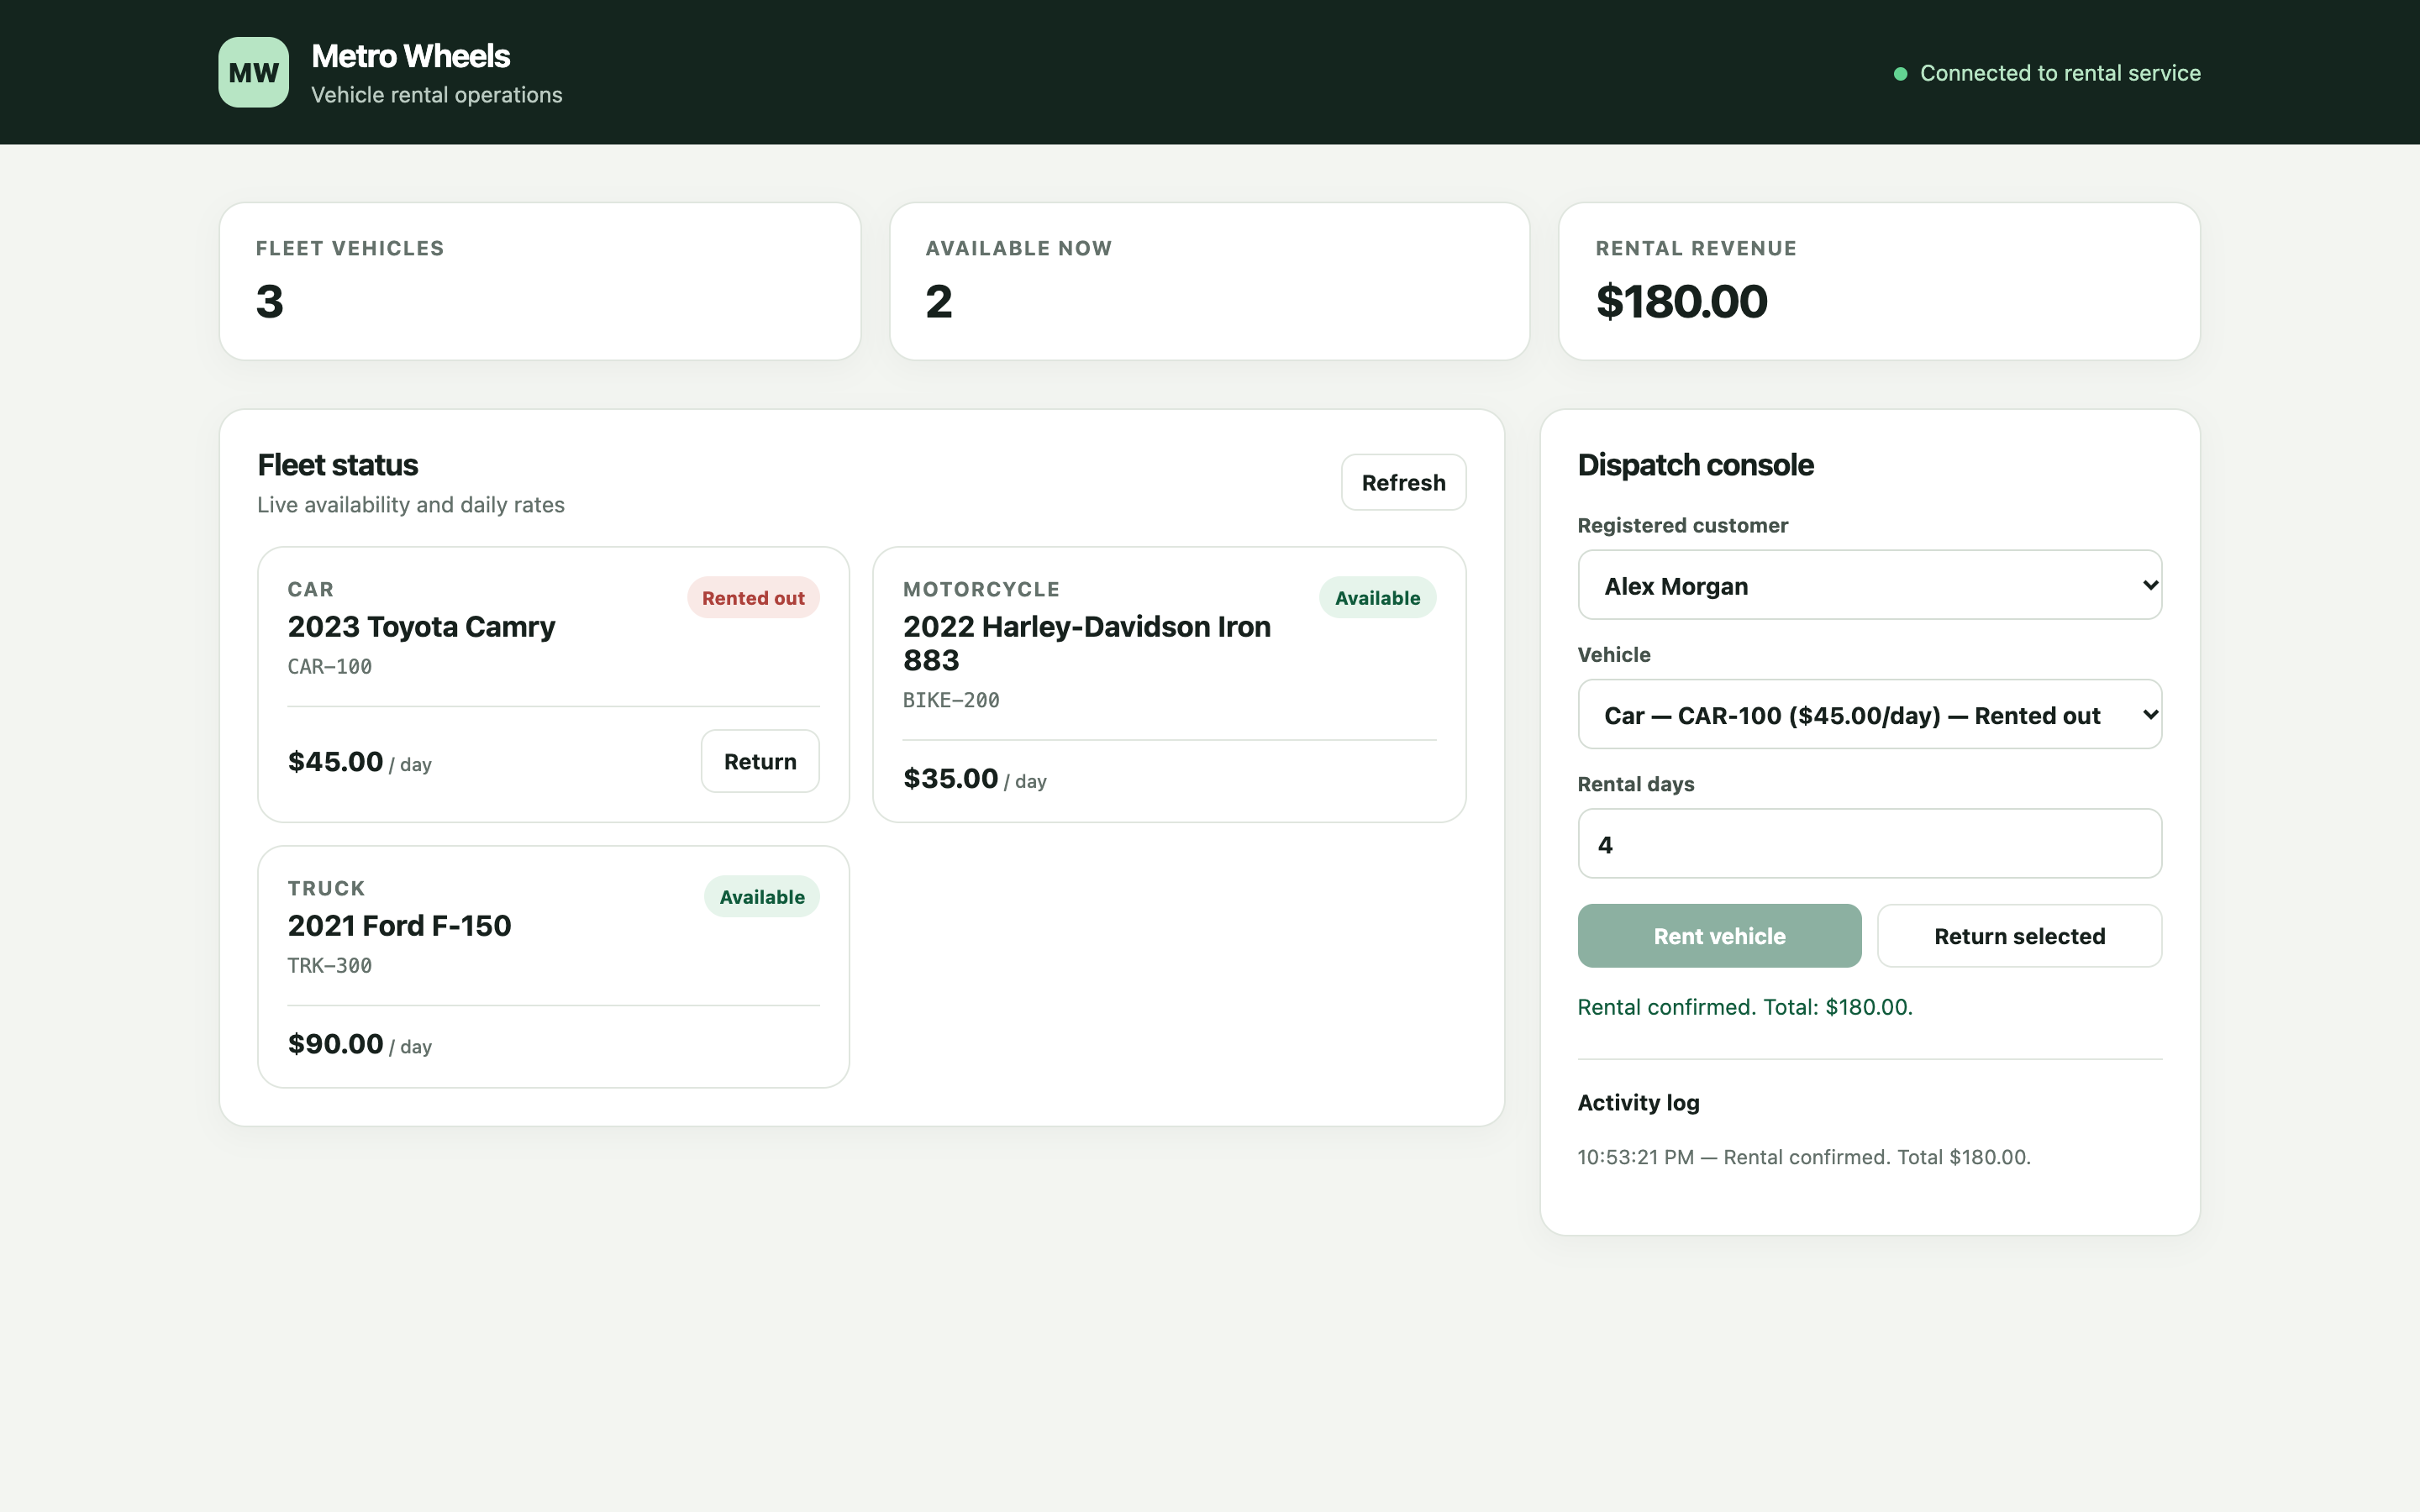 MW
Metro Wheels
Vehicle rental operations
Connected to rental service
FLEET VEHICLES
3
AVAILABLE NOW
2
RENTAL REVENUE
$180.00
Fleet status
Live availability and daily rates
Refresh
CAR
Rented out
2023 Toyota Camry
CAR-100
$45.00 / day
Return
MOTORCYCLE
Available
2022 Harley-Davidson Iron
883
BIKE-200
$35.00 / day
TRUCK
Available
2021 Ford F-150
TRK-300
$90.00 / day
Dispatch console
Registered customer
Alex Morgan
Vehicle
Car — CAR-100 ($45.00/day) — Rented out
Rental days
4
Rent vehicle
Return selected
Rental confirmed. Total: $180.00.
Activity log
10:53:21 PM — Rental confirmed. Total $180.00.